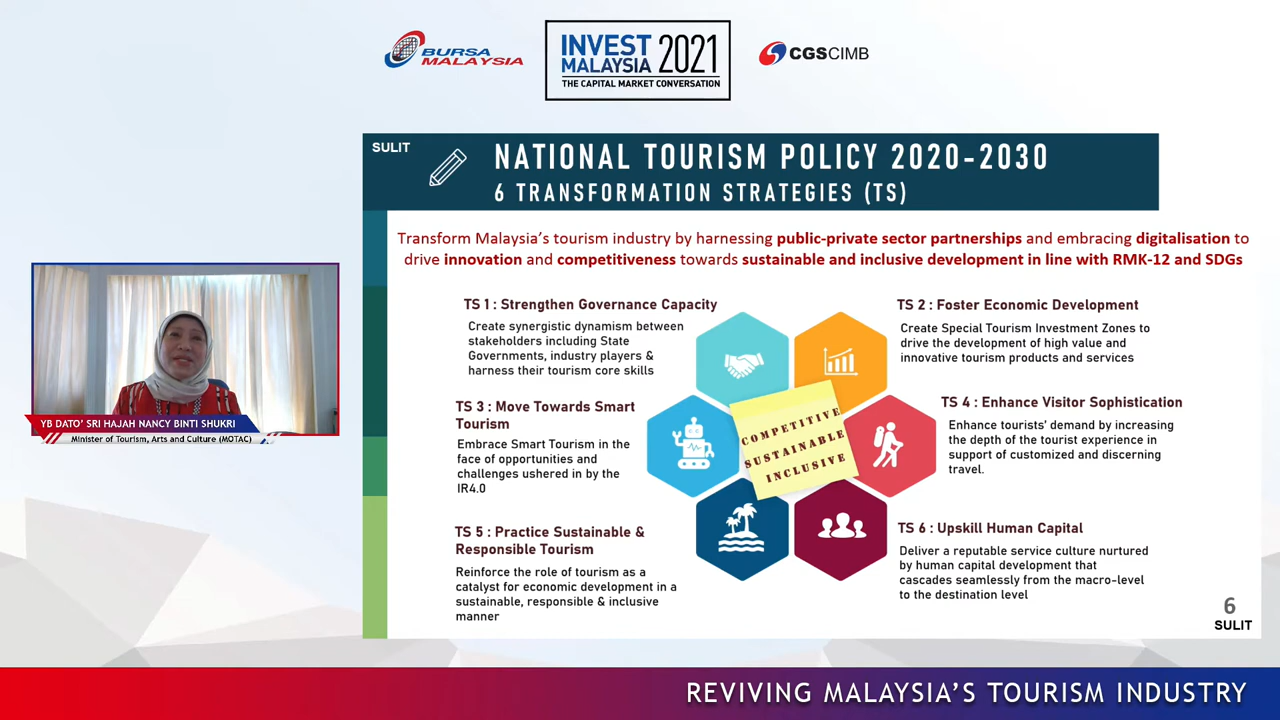 BURSA
MALAYSIA
INVEST
MALAYSIA
2021
THE CAPITAL MARKET CONVERSATION
CGS CIMB
SULIT
NATIONAL TOURISM POLICY 2020-2030
6 TRANSFORMATION STRATEGIES (TS)
Transform Malaysia's tourism industry by harnessing public-private sector partnerships and embracing digitalisation to
drive innovation and competitiveness towards sustainable and inclusive development in line with RMK-12 and SDGs
TS 1 : Strengthen Governance Capacity
Create synergistic dynamism between
stakeholders including State
Governments, industry players &
harness their tourism core skills
TS 2 : Foster Economic Development
Create Special Tourism Investment Zones to
drive the development of high value and
innovative tourism products and services
TS 3 : Move Towards Smart
Tourism
Embrace Smart Tourism in the
face of opportunities and
challenges ushered in by the
IR4.0
TS 4 : Enhance Visitor Sophistication
Enhance tourists' demand by increasing
the depth of the tourist experience in
support of customized and discerning
travel.
COMPETITIVE
SUSTAINABLE
INCLUSIVE
TS 5 : Practice Sustainable &
Responsible Tourism
Reinforce the role of tourism as a
catalyst for economic development in a
sustainable, responsible & inclusive
manner
TS 6 : Upskill Human Capital
Deliver a reputable service culture nurtured
by human capital development that
cascades seamlessly from the macro-level
to the destination level
6
SULIT
YB DATO' SRI HAJAH NANCY BINTI SHUKRI
Minister of Tourism, Arts and Culture (MOTAC)
REVIVING MALAYSIA'S TOURISM INDUSTRY